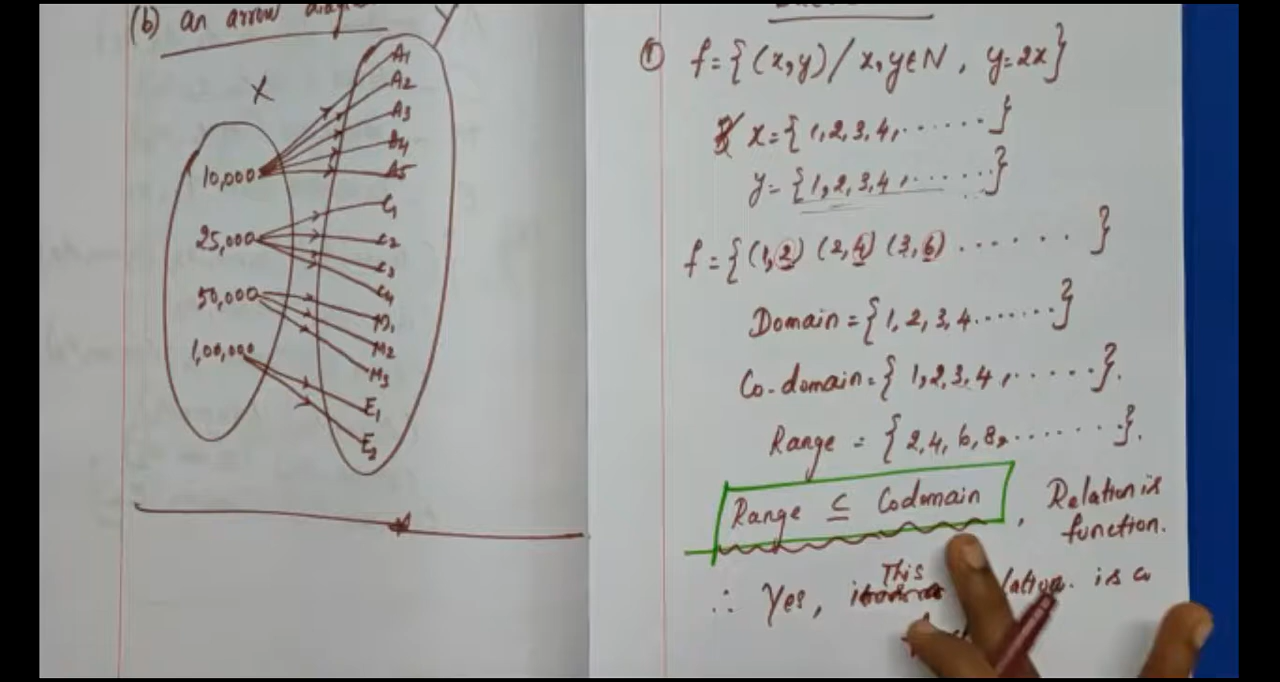 (b) an arrow
X
Y
10,000
25,000
50,000
1,00,000
A1
A2
A3
A4
A5
C1
C2
C3
C4
M1
M2
M3
E1
E2
① f={(x,y)/x,y∈N, y=2x}
x={1,2,3,4,......}
y={1,2,3,4,......}
f={(1,2) (2,4) (3,6)......}
Domain={1,2,3,4......}
Co-domain={1,2,3,4,......}.
Range={2,4,6,8,......}.
Range ⊆ Codomain, Relation is
function.
∴ Yes, This is a